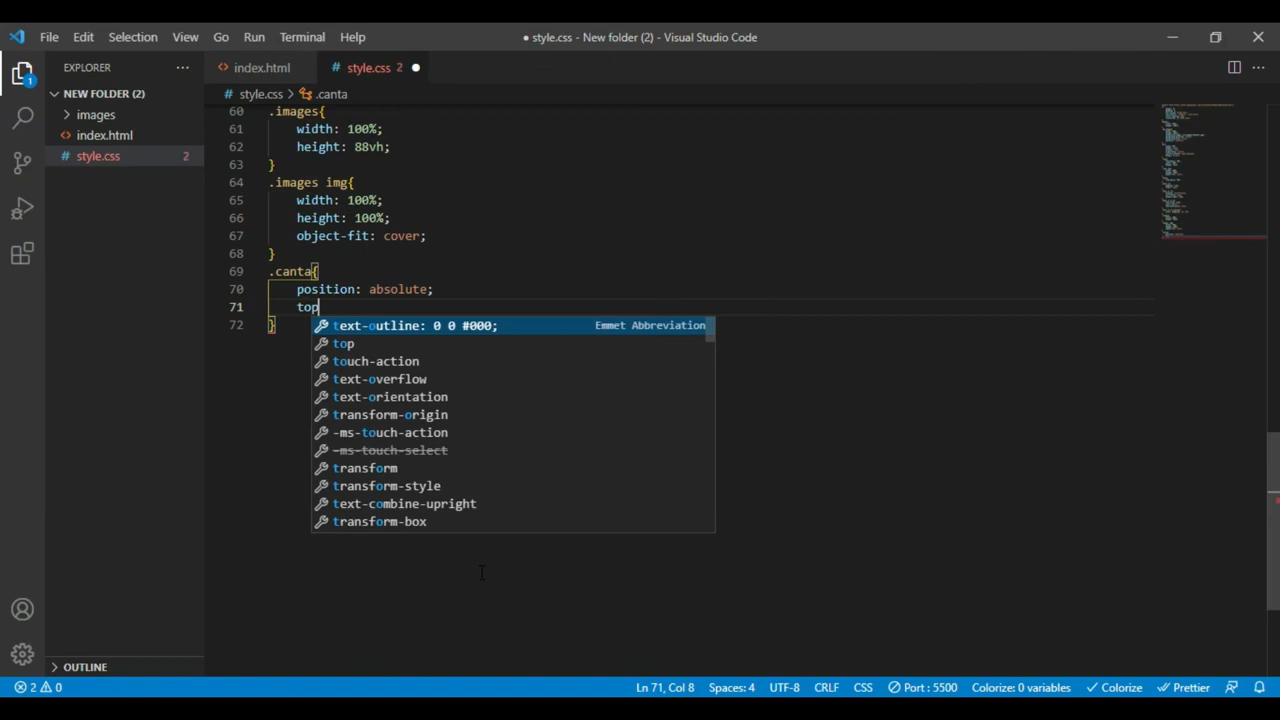 File Edit Selection View Go Run Terminal Help
● style.css - New folder (2) - Visual Studio Code
EXPLORER
index.html
# style.css 2
NEW FOLDER (2)
# style.css > .canta
images
index.html
# style.css 2
60 .images{
61 width: 100%;
62 height: 88vh;
63 }
64 .images img{
65 width: 100%;
66 height: 100%;
67 object-fit: cover;
68 }
69 .canta{
70 position: absolute;
71 top
72 }
text-outline: 0 0 #000; Emmet Abbreviation
top
touch-action
text-overflow
text-orientation
transform-origin
-ms-touch-action
-ms-touch-select
transform
transform-style
text-combine-upright
transform-box
1
OUTLINE
2 0 Ln 71, Col 8 Spaces: 4 UTF-8 CRLF CSS Port : 5500 Colorize: 0 variables Colorize Prettier